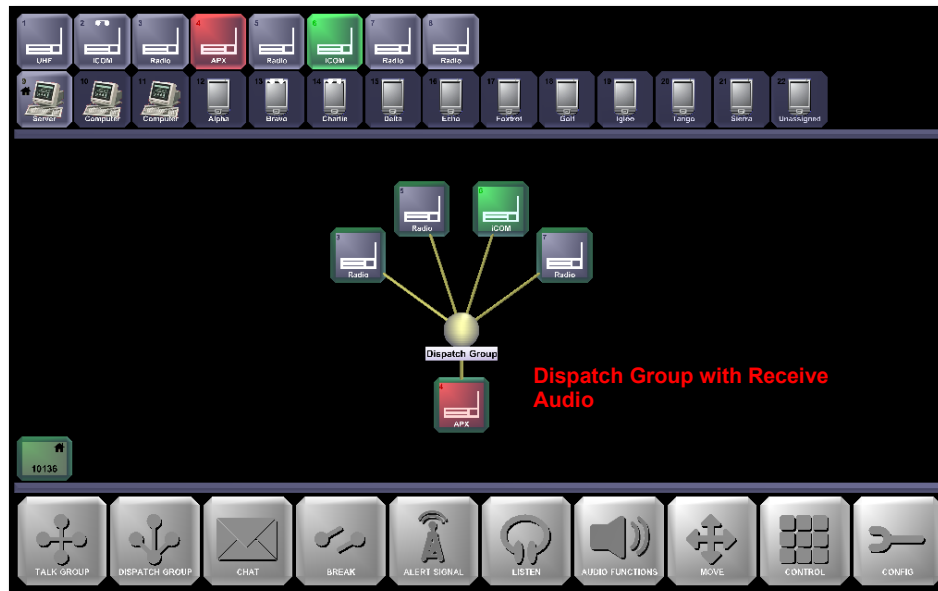 1 2 3 4 5 6 7 8
UHF iCOM Radio APX Radio iCOM Radio Radio
9 10 11 12 13 14 15 16 17 18 19 20 21 22
Server Computer Computer Alpha Bravo Charlie Delta Echo Foxtrot Golf Igloo Tango Sierra Unassigned
5 6
Radio iCOM
3 7
Radio Radio
Dispatch Group
Dispatch Group with Receive
Audio
4
APX
10136
TALK GROUP DISPATCH GROUP CHAT BREAK ALERT SIGNAL LISTEN AUDIO FUNCTIONS MOVE CONTROL CONFIG